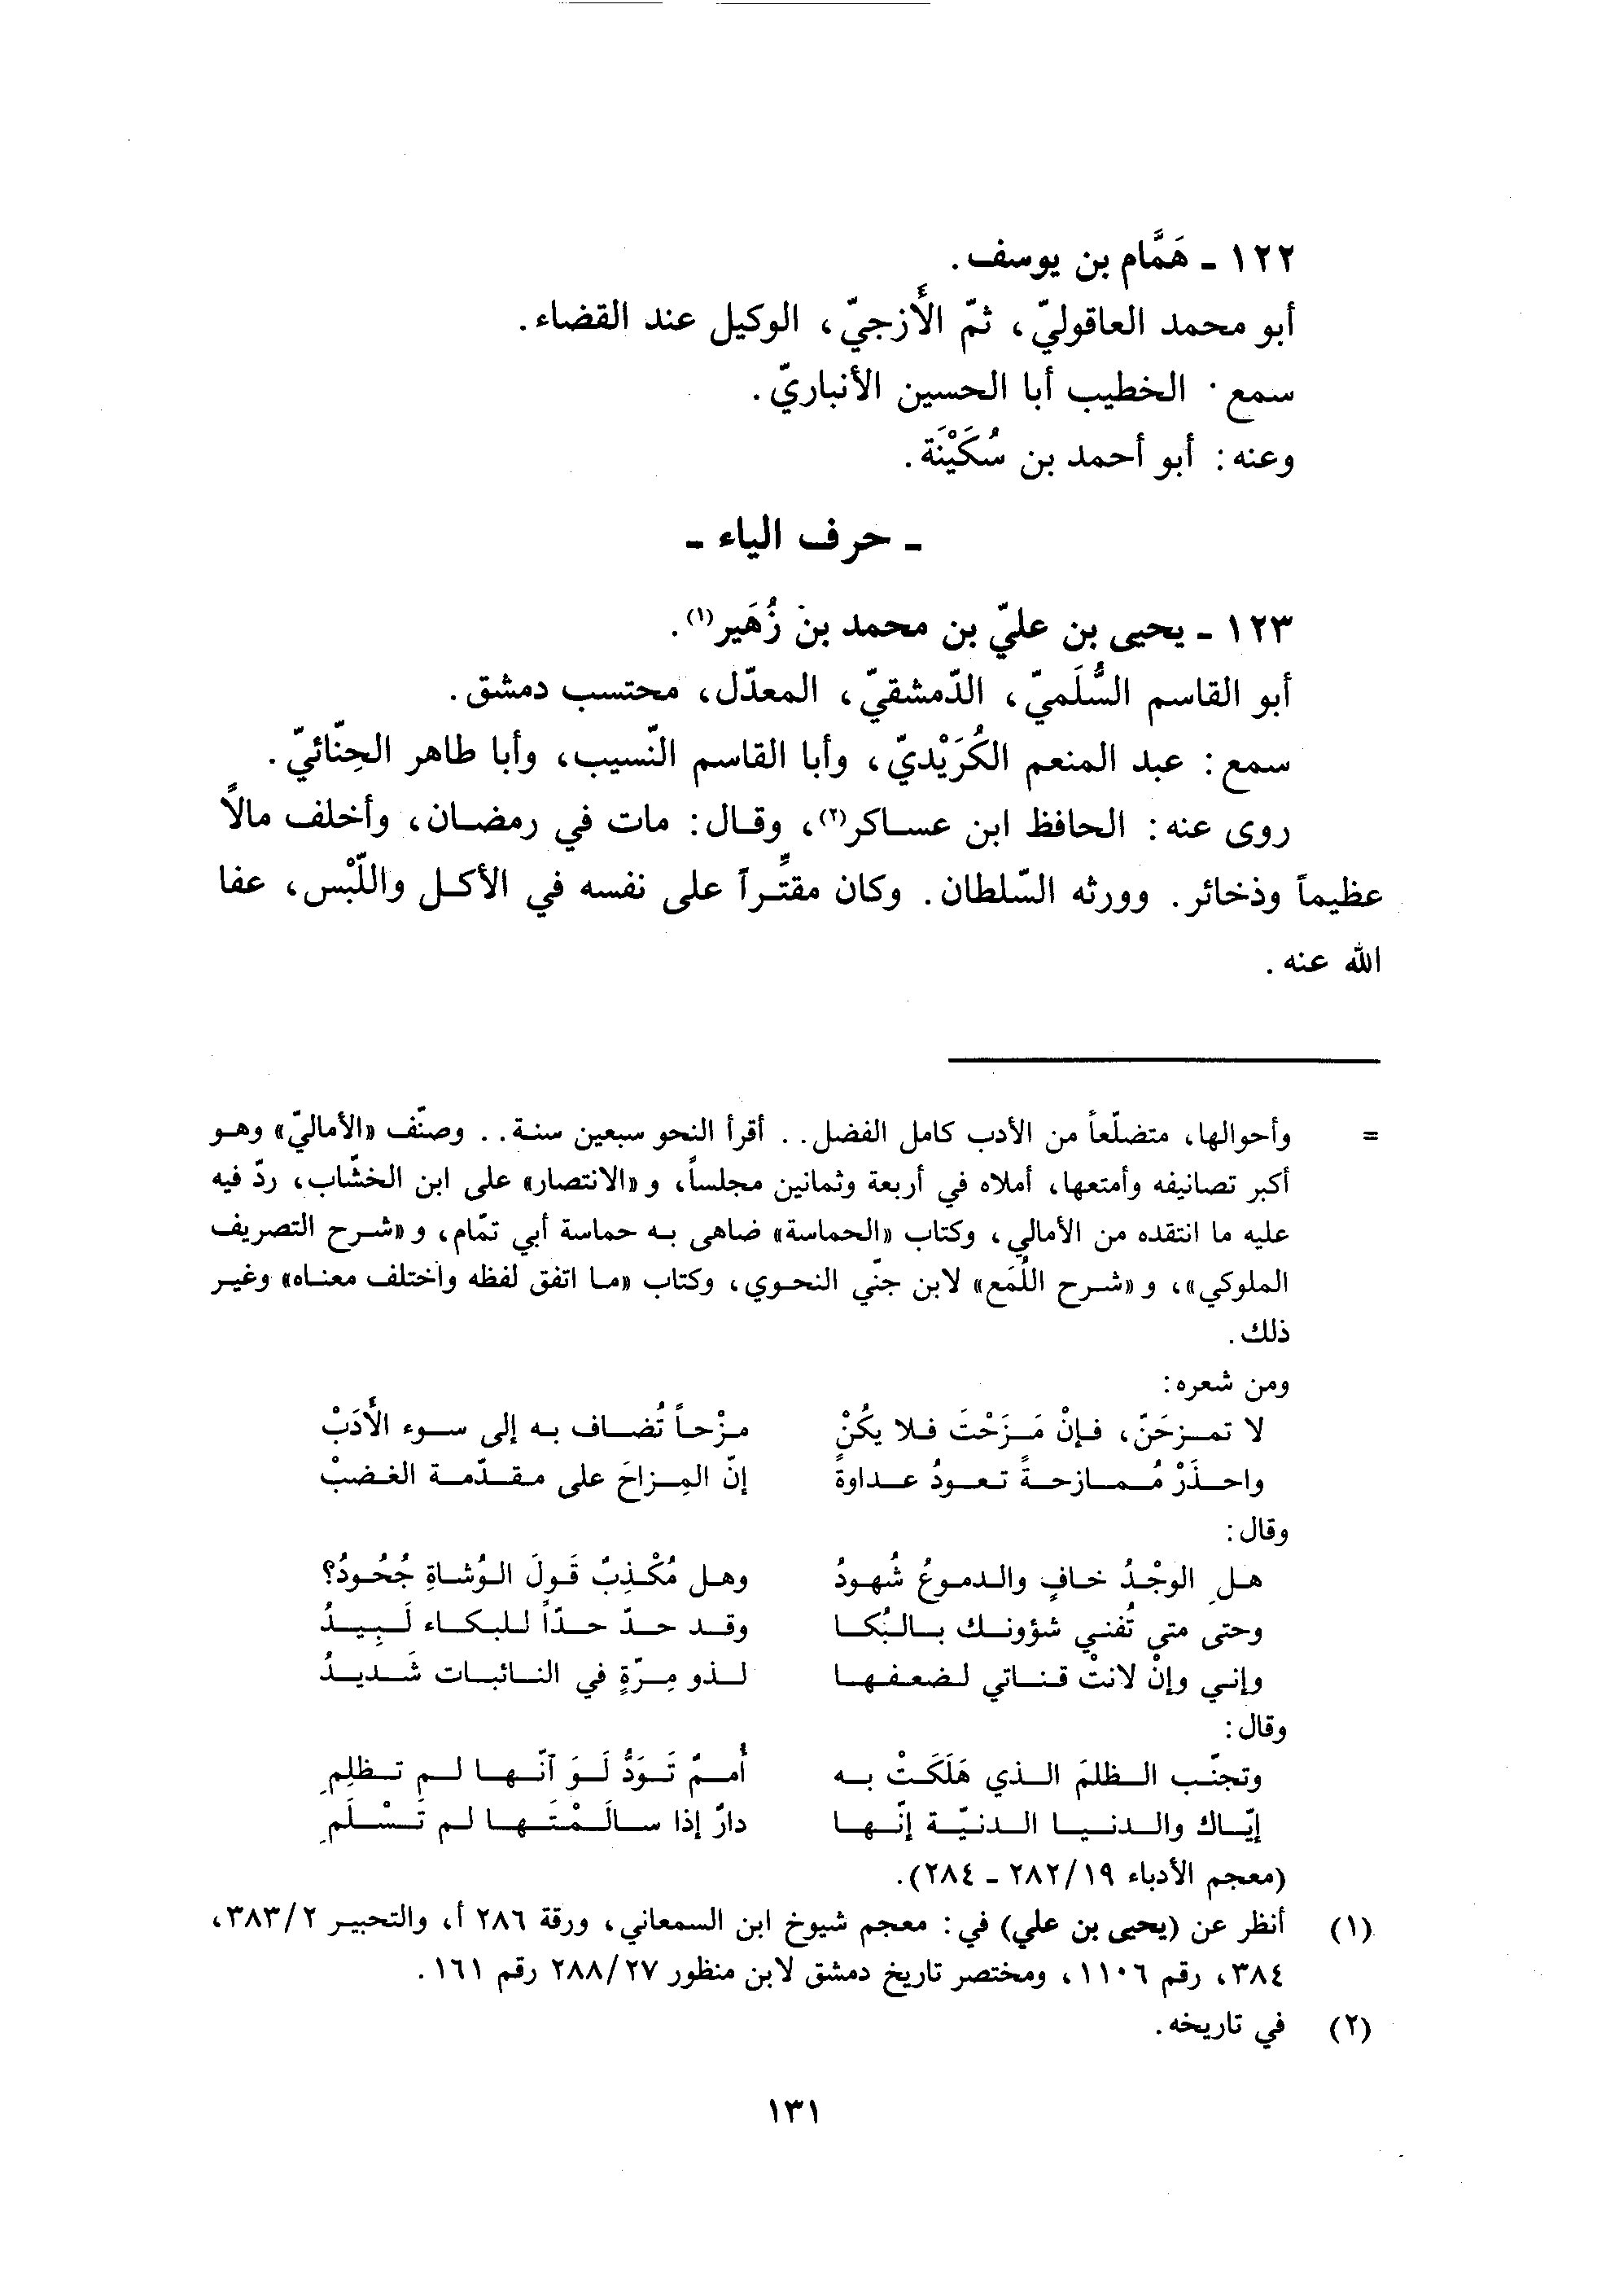 ١٢٢ ـ هَمَّام بن يوسف.
أبو محمد العاقوليّ، ثمّ الأَزجيّ، الوكيل عند القضاء.
سمع · الخطيب أبا الحسين الأنباريّ.
وعنه: أبو أحمد بن سُكَيْنَة.
ـ حرف الياء ـ
١٢٣ ـ يحيى بن عليّ بن محمد بن زُهَير(١).
أبو القاسم السُّلَميّ، الدّمشقيّ، المعدّل، محتسب دمشق.
سمع: عبد المنعم الكُرَيْديّ، وأبا القاسم النّسيب، وأبا طاهر الحِنّائيّ.
روى عنه: الحافظ ابن عساكر(٢)، وقال: مات في رمضان، وأخلف مالاً
عظيماً وذخائر. وورثه السّلطان. وكان مقتِّراً على نفسه في الأكل واللّبْس، عفا
الله عنه.
= وأحوالها، متضلّعاً من الأدب كامل الفضل.. أقرأ النحو سبعين سنة.. وصنّف «الأماليّ» وهو
أكبر تصانيفه وأمتعها، أملاه في أربعة وثمانين مجلساً، و«الانتصار» على ابن الخشّاب، ردّ فيه
عليه ما انتقده من الأمالي، وكتاب «الحماسة» ضاهى به حماسة أبي تمّام، و«شرح التصريف
الملوكي»، و«شرح اللُمَع» لابن جنّي النحوي، وكتاب «ما اتفق لفظه واختلف معناه» وغير
ذلك.
ومن شعره:
لا تمزحَنّ، فإنْ مَزَحْتَ فلا يكُنْ مزْحاً تُضاف به إلى سوء الأَدَبْ
واحذَرْ مُمازحةً تعودُ عداوةً إنّ المِزاحَ على مقدّمة الغضبْ
وقال:
هلِ الوجْدُ خافٍ والدموعُ شُهودُ وهل مُكْذِبٌ قَولَ الوُشاةِ جُحُودُ؟
وحتى متى تُفني شؤونك بالبُكا وقد حدّ حدّاً للبكاء لَبِيدُ
وإني وإنْ لانتْ قناتي لضعفها لذو مِرّةٍ في النائبات شَديدُ
وقال:
وتجنّب الظلمَ الذي هَلَكَتْ به أُممٌ تَوَدُّ لَوَ آنّها لم تظلِمِ
إيّاك والدنيا الدنيّة إنّها دارٌ إذا سالَمْتَها لم تَسْلَمِ
(معجم الأدباء ٢٨٢/١٩ ـ ٢٨٤).
(١) أنظر عن (يحيى بن علي) في: معجم شيوخ ابن السمعاني، ورقة ٢٨٦ أ، والتحبير ٣٨٣/٢،
٣٨٤، رقم ١١٠٦، ومختصر تاريخ دمشق لابن منظور ٢٨٨/٢٧ رقم ١٦١.
(٢) في تاريخه.
١٣١